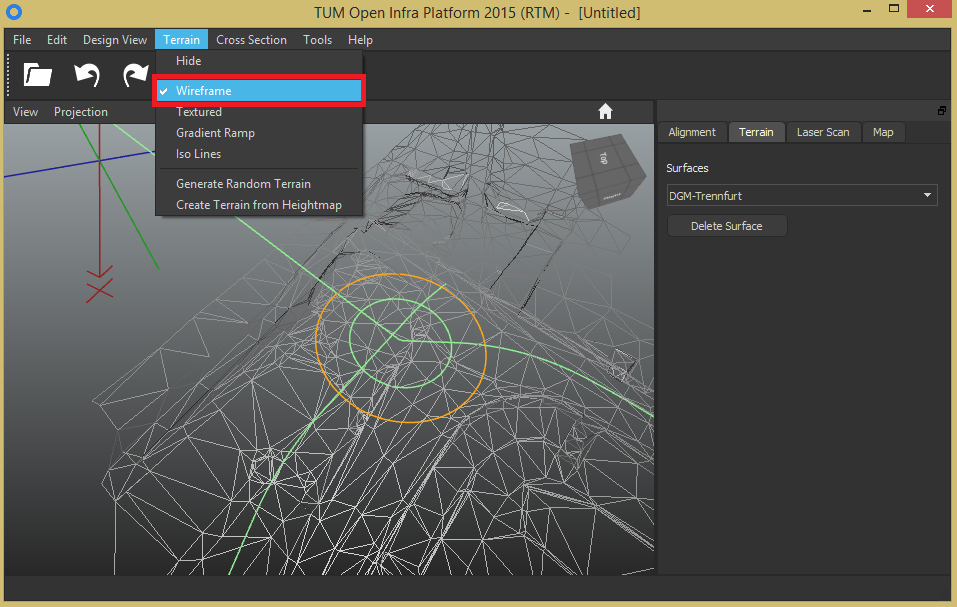 TUM Open Infra Platform 2015 (RTM) - [Untitled]
File Edit Design View Terrain Cross Section Tools Help
Hide
Wireframe
Textured
Gradient Ramp
Iso Lines
Generate Random Terrain
Create Terrain from Heightmap
View Projection
TOP
Alignment Terrain Laser Scan Map
Surfaces
DGM-Trennfurt
Delete Surface